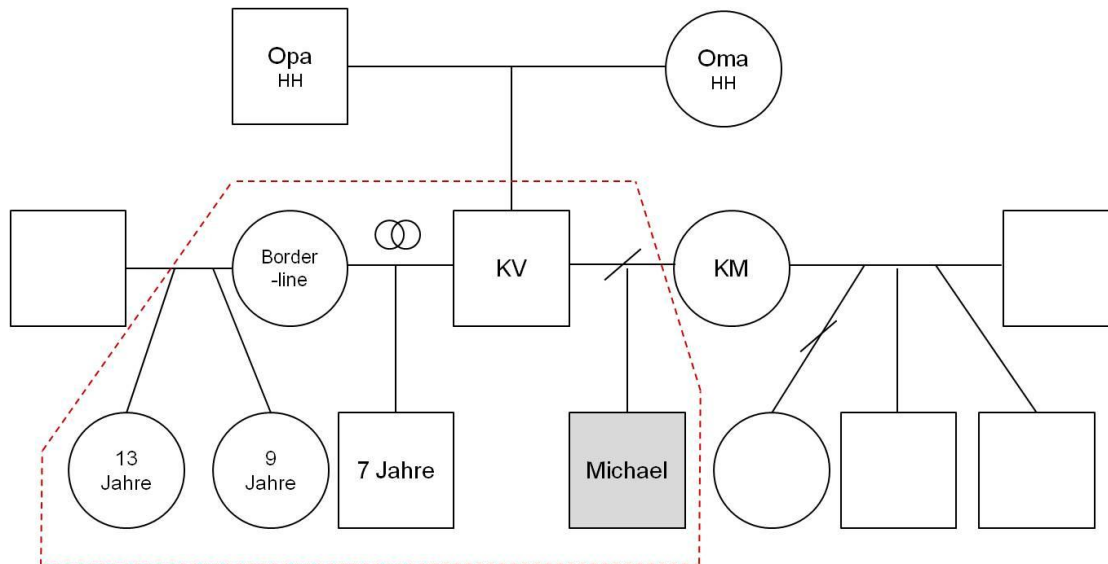 Opa
HH
Oma
HH
Border
-line
KV
KM
13
Jahre
9
Jahre
7 Jahre
Michael